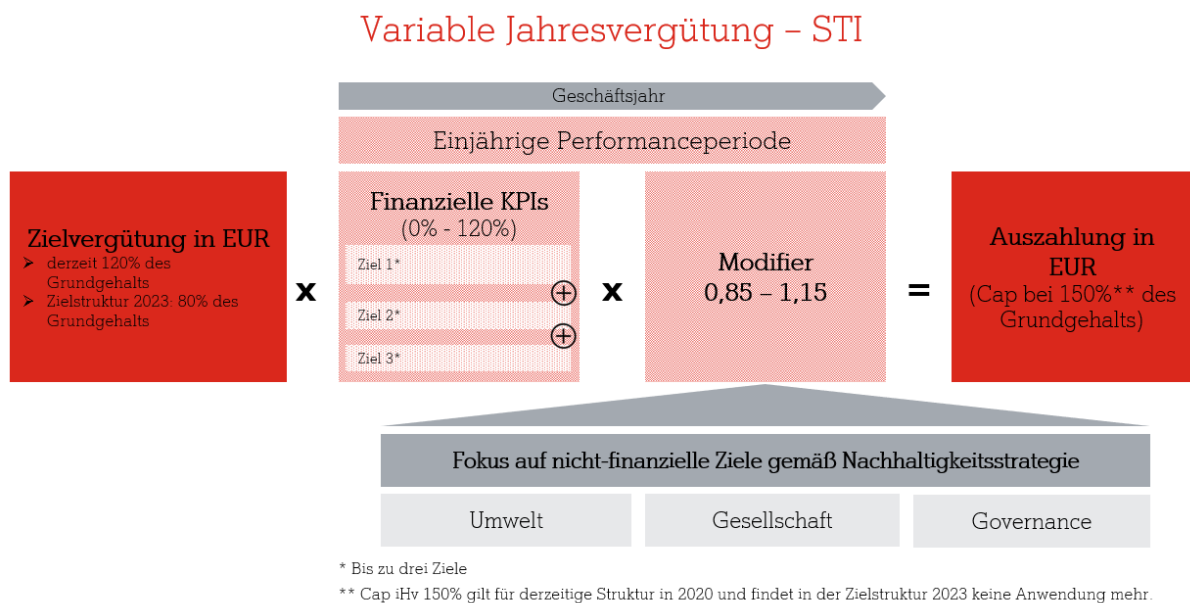 Variable Jahresvergütung – STI
Geschäftsjahr
Einjährige Performanceperiode
Zielvergütung in EUR
➢ derzeit 120% des
Grundgehalts
➢ Zielstruktur 2023: 80% des
Grundgehalts
x
Finanzielle KPIs
(0% - 120%)
Ziel 1*
+
Ziel 2*
+
Ziel 3*
x
Modifier
0,85 – 1,15
=
Auszahlung in
EUR
(Cap bei 150%** des
Grundgehalts)
Fokus auf nicht-finanzielle Ziele gemäß Nachhaltigkeitsstrategie
Umwelt
Gesellschaft
Governance
* Bis zu drei Ziele
** Cap iHv 150% gilt für derzeitige Struktur in 2020 und findet in der Zielstruktur 2023 keine Anwendung mehr.